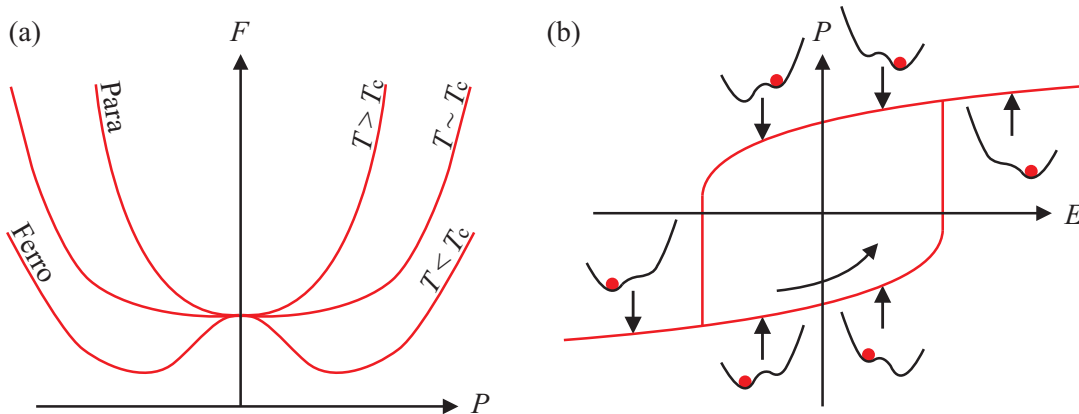 (a)
F
Para
T > Tc
T ~ Tc
Ferro
T < Tc
P
(b)
P
E